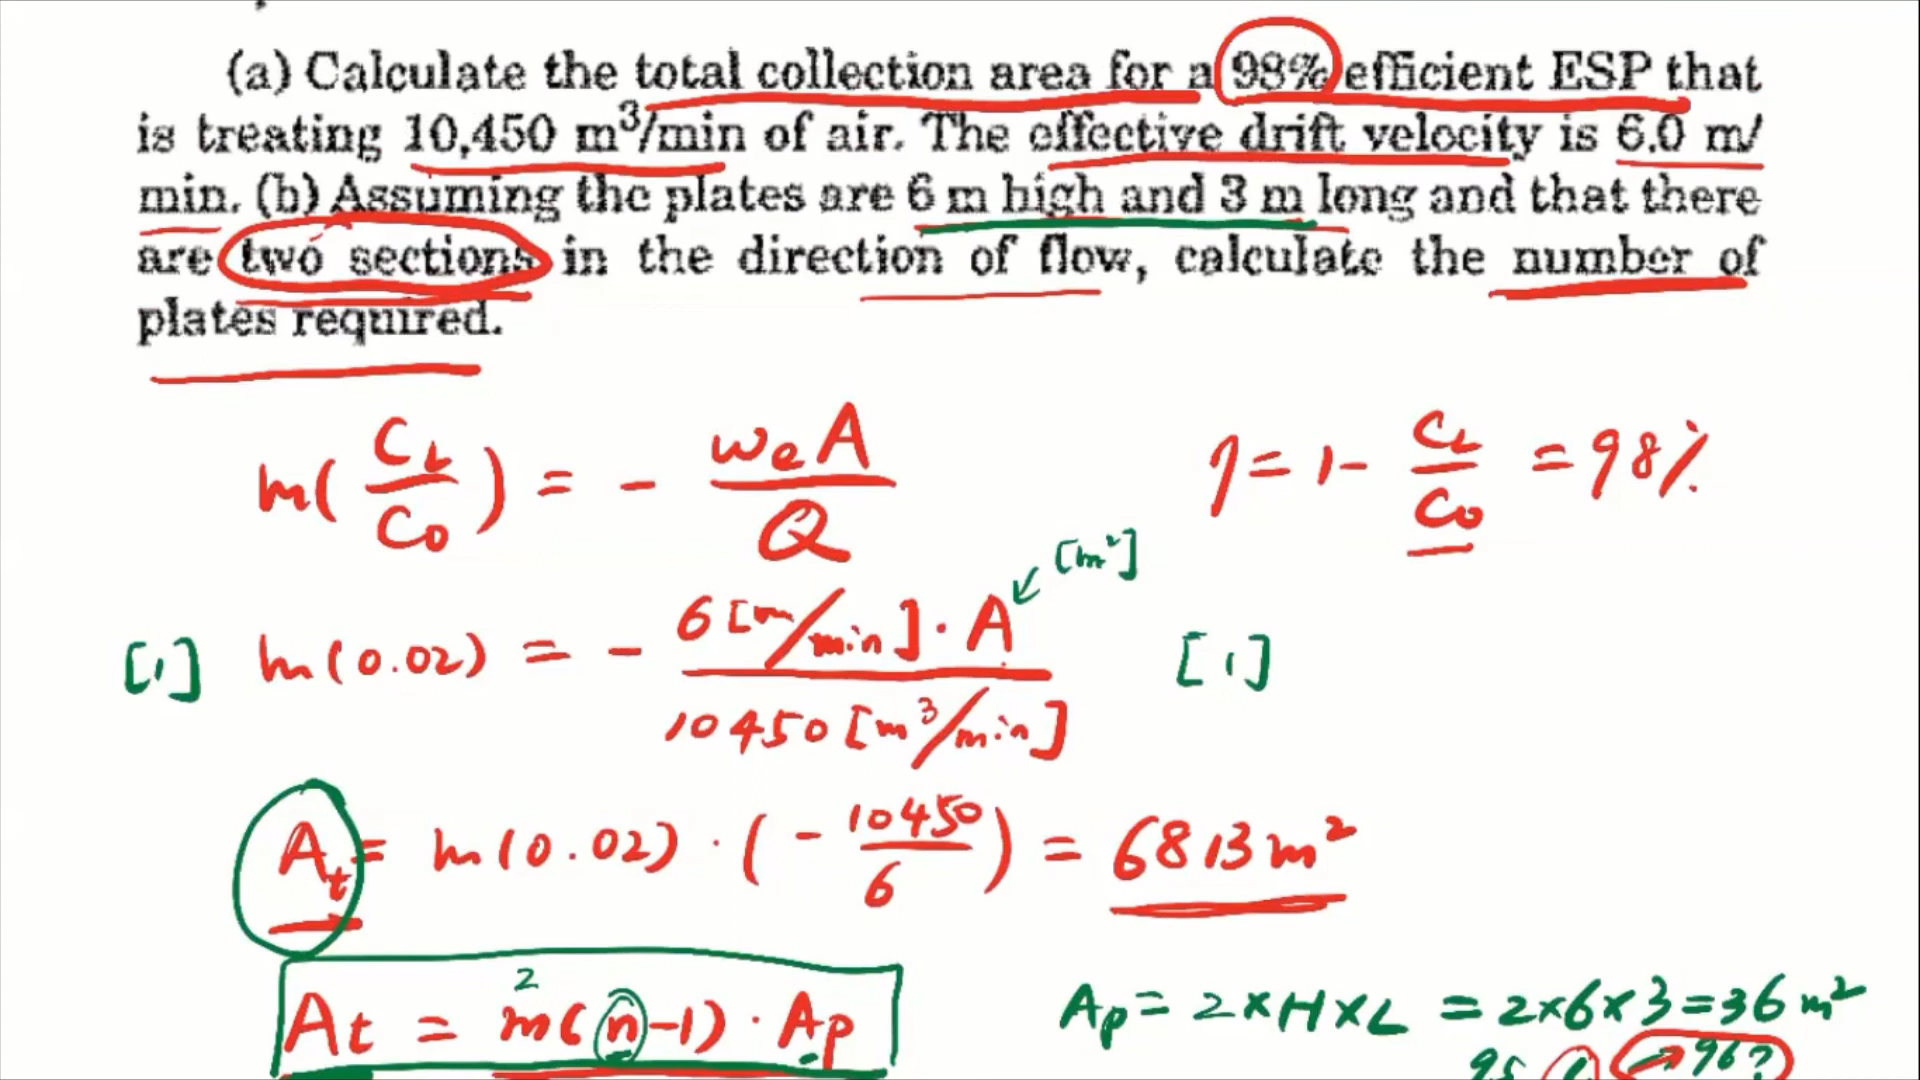 (a) Calculate the total collection area for a 98% efficient ESP that
is treating 10,450 m³/min of air. The effective drift velocity is 6.0 m/
min. (b) Assuming the plates are 6 m high and 3 m long and that there
are two sections in the direction of flow, calculate the number of
plates required.
ln(CL/C0) = - weA/Q
η = 1 - CL/C0 = 98%
[m²]
[1] ln(0.02) = - 6[m/min]·A / 10450[m³/min] [1]
At = ln(0.02)·(-10450/6) = 6813 m²
2
At = m(n-1)·Ap
Ap = 2×H×L = 2×6×3 = 36 m²
→96?